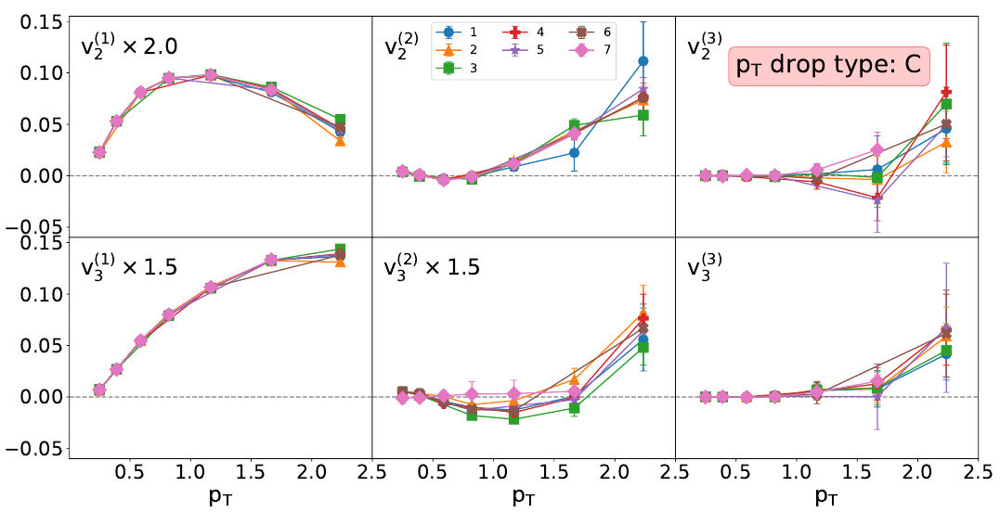 v₂⁽¹⁾ × 2.0
v₂⁽²⁾
v₂⁽³⁾
p_T drop type: C
1 4 6
2 5 7
3
0.15
0.10
0.05
0.00
−0.05
v₃⁽¹⁾ × 1.5
v₃⁽²⁾ × 1.5
v₃⁽³⁾
0.15
0.10
0.05
0.00
−0.05
0.5 1.0 1.5 2.0 2.5 0.5 1.0 1.5 2.0 2.5 0.5 1.0 1.5 2.0 2.5
p_T p_T p_T